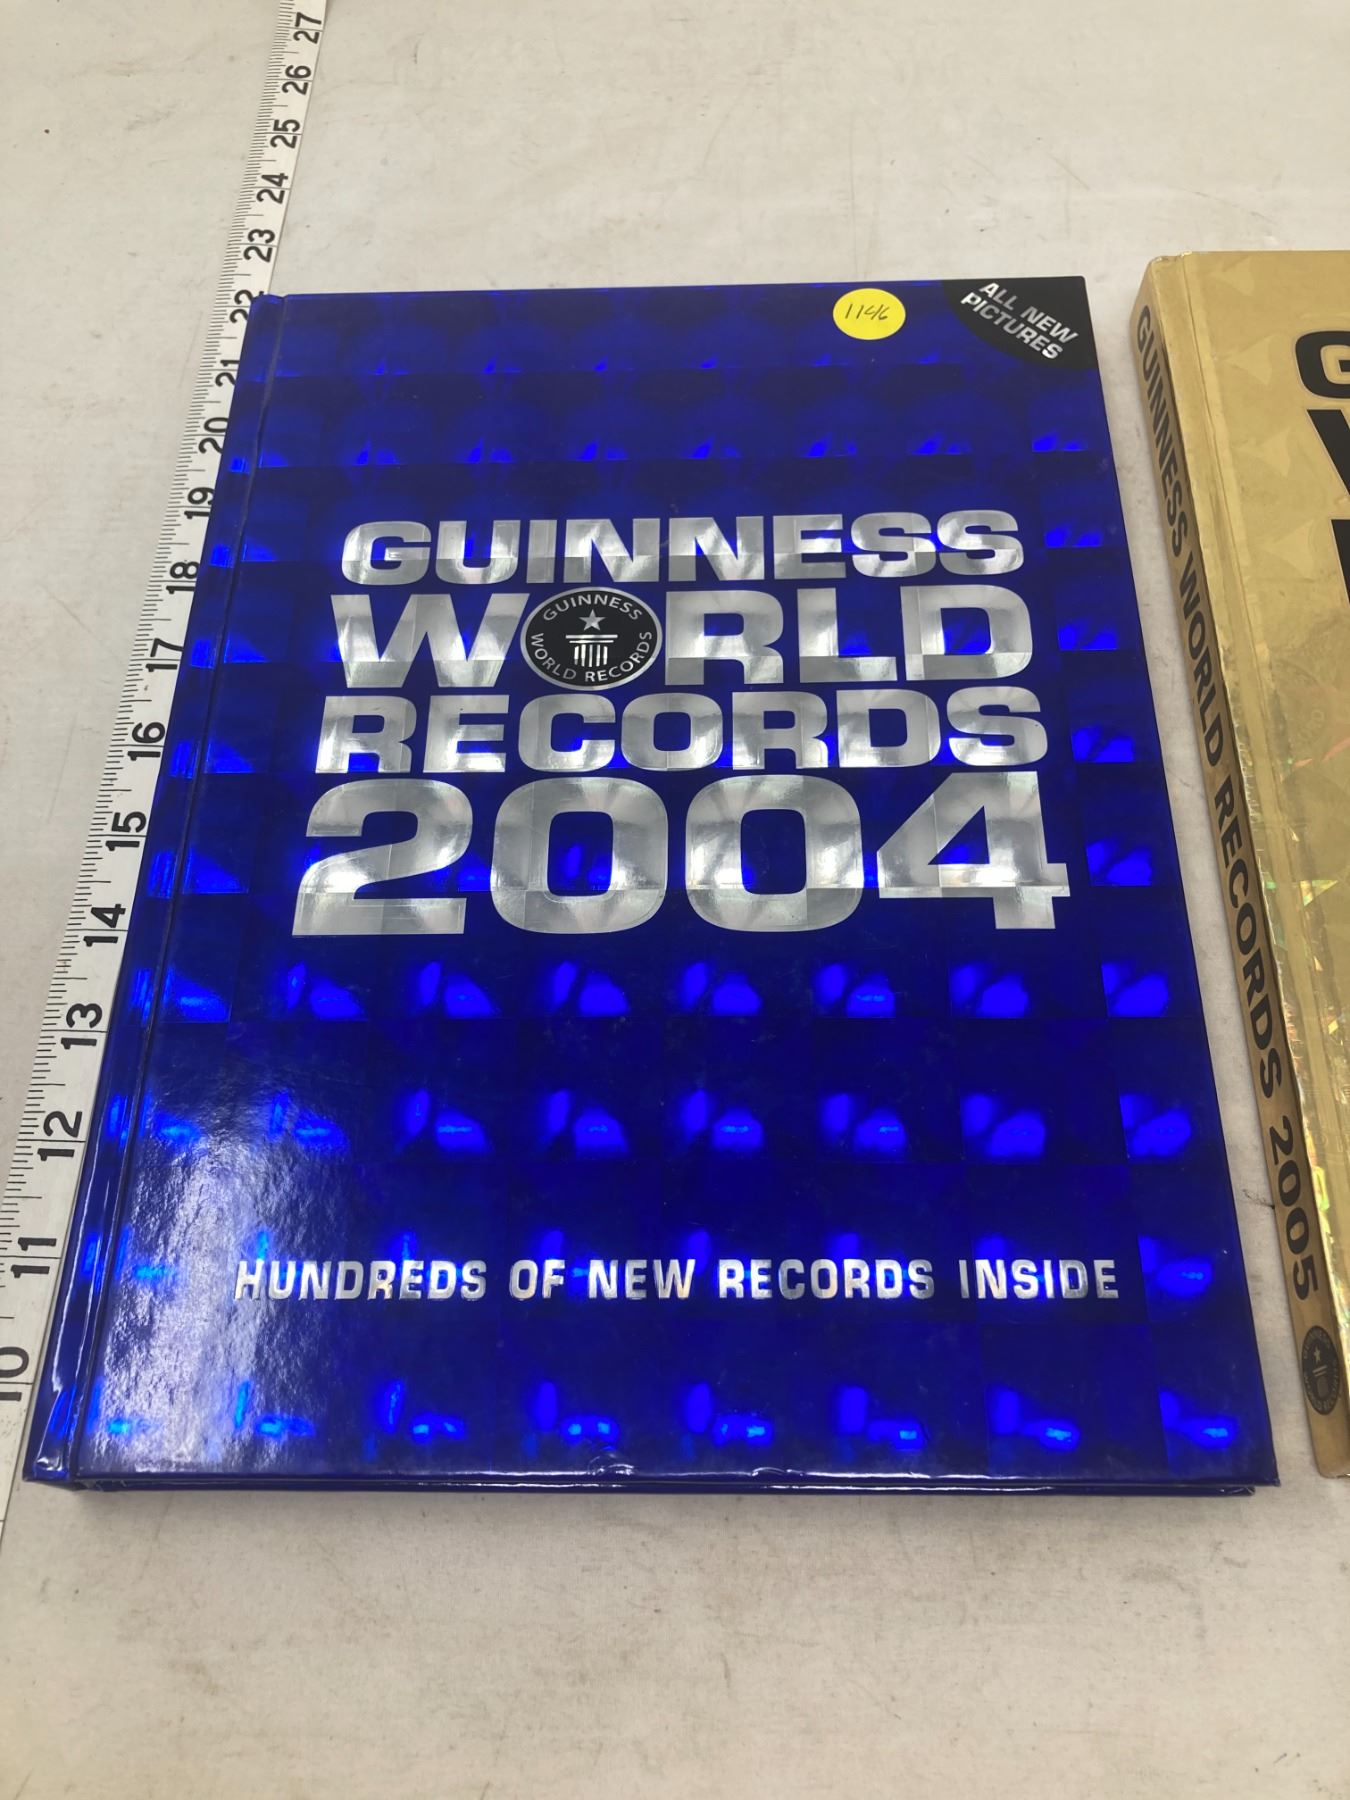 27
26
25
24
23
22
21
20
19
18
17
16
15
14
13
12
11
10
ALL NEW
PICTURES
GUINNESS
WORLD
GUINNESS
WORLD RECORDS
RECORDS
2004
HUNDREDS OF NEW RECORDS INSIDE
GUINNESS WORLD RECORDS 2005
G